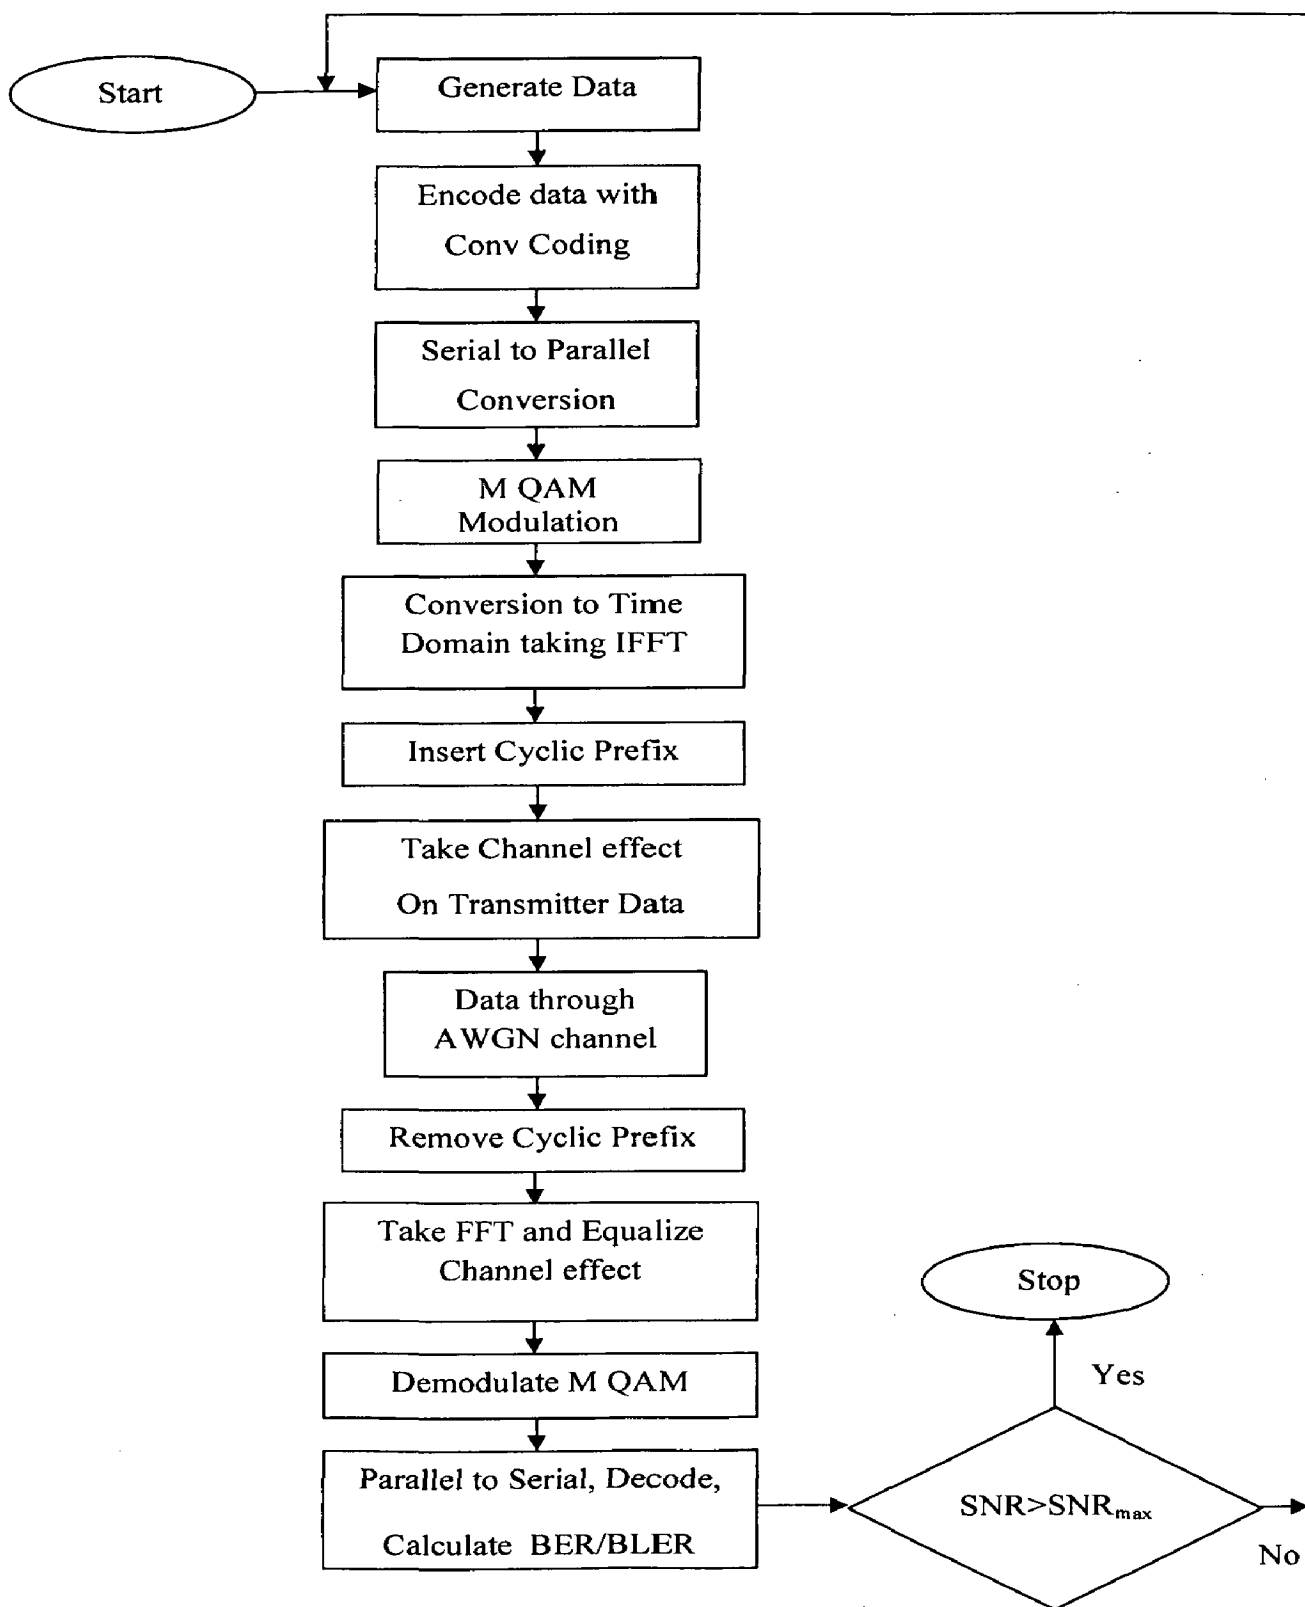 Start
Generate Data
Encode data with
Conv Coding
Serial to Parallel
Conversion
M QAM
Modulation
Conversion to Time
Domain taking IFFT
Insert Cyclic Prefix
Take Channel effect
On Transmitter Data
Data through
AWGN channel
Remove Cyclic Prefix
Take FFT and Equalize
Channel effect
Demodulate M QAM
Parallel to Serial, Decode,
Calculate BER/BLER
SNR>SNRmax
Yes
Stop
No